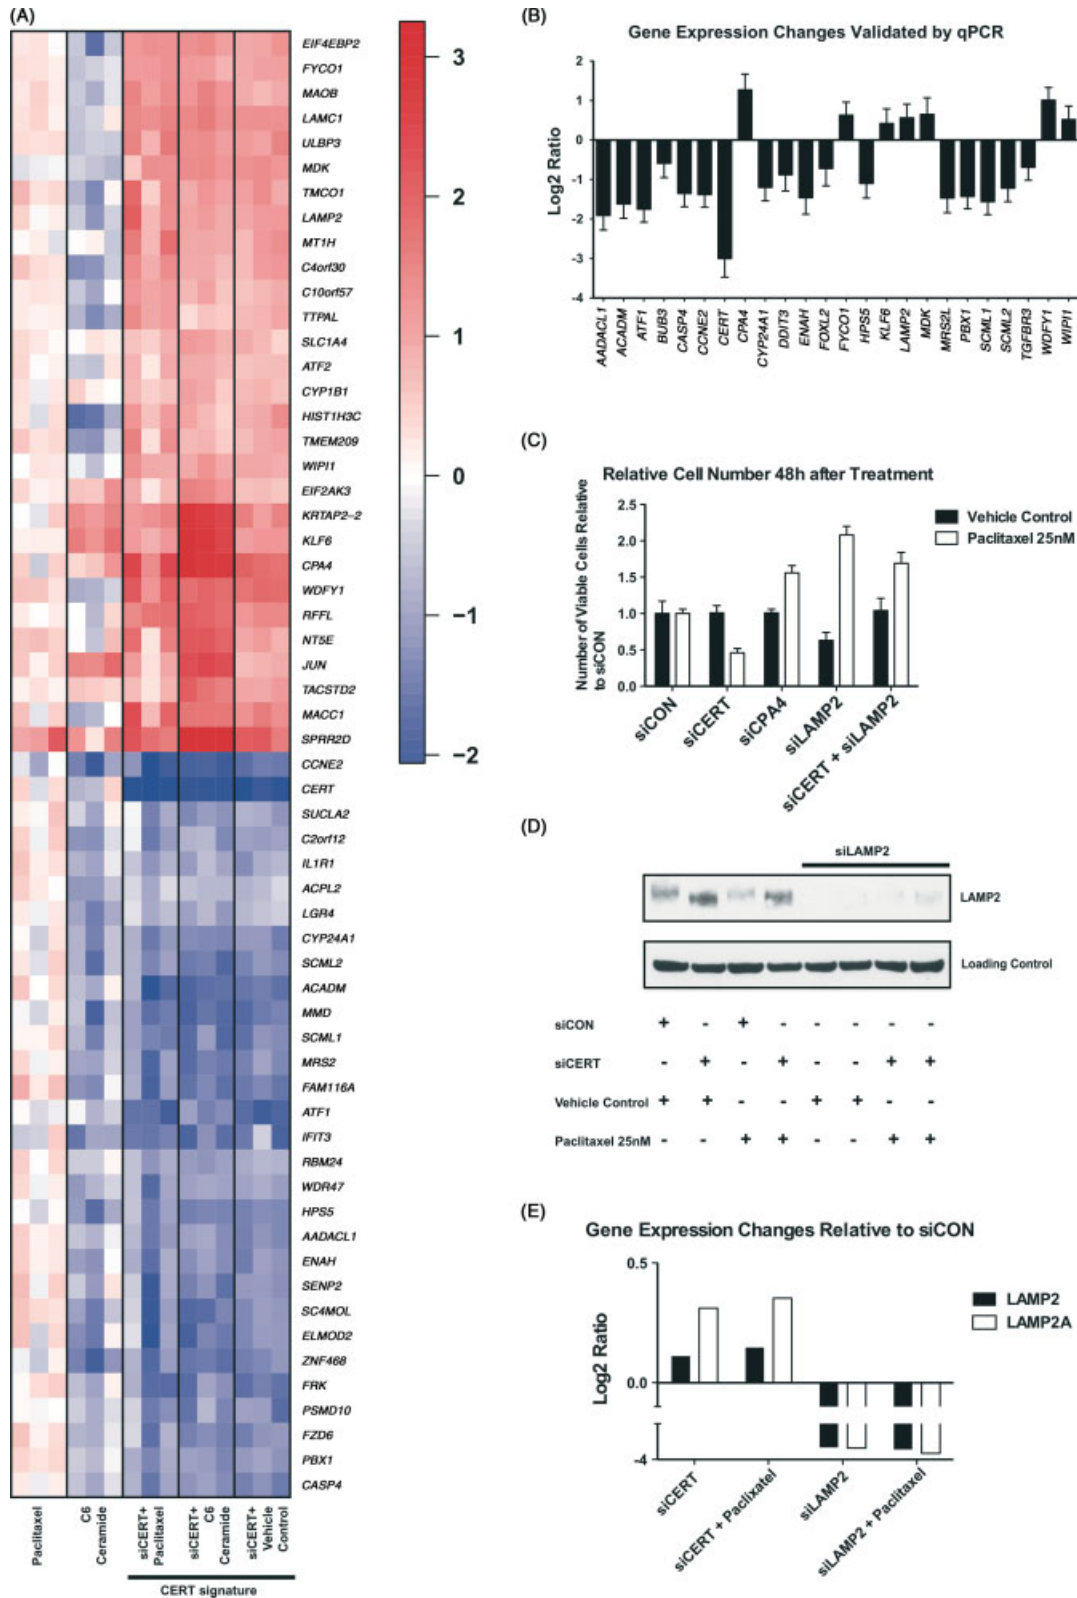 (A)
EIF4EBP2
FYCO1
MAOB
LAMC1
ULBP3
MDK
TMCO1
LAMP2
MT1H
C4orf30
C10orf57
TTPAL
SLC1A4
ATF2
CYP1B1
HIST1H3C
TMEM209
WIPI1
EIF2AK3
KRTAP2–2
KLF6
CPA4
WDFY1
RFFL
NT5E
JUN
TACSTD2
MACC1
SPRR2D
CCNE2
CERT
SUCLA2
C2orf12
IL1R1
ACPL2
LGR4
CYP24A1
SCML2
ACADM
MMD
SCML1
MRS2
FAM116A
ATF1
IFIT3
RBM24
WDR47
HPS5
AADACL1
ENAH
SENP2
SC4MOL
ELMOD2
ZNF468
FRK
PSMD10
FZD6
PBX1
CASP4
Paclitaxel
C6
Ceramide
siCERT+
Paclitaxel
siCERT+
C6
Ceramide
siCERT+
Vehicle
Control
CERT signature
3
2
1
0
−1
−2
(B)
Gene Expression Changes Validated by qPCR
Log2 Ratio
2
1
0
-1
-2
-3
-4
AADACL1
ACADM
ATF1
BUB3
CASP4
CCNE2
CERT
CPA4
CYP24A1
DDIT3
ENAH
FOXL2
FYCO1
HPS5
KLF6
LAMP2
MDK
MRS2L
PBX1
SCML1
SCML2
TGFBR3
WDFY1
WIPI1
(C)
Relative Cell Number 48h after Treatment
Number of Viable Cells Relative
to siCON
2.5
2.0
1.5
1.0
0.5
0.0
Vehicle Control
Paclitaxel 25nM
siCON
siCERT
siCPA4
siLAMP2
siCERT + siLAMP2
(D)
siLAMP2
LAMP2
Loading Control
siCON + - + - - - - -
siCERT - + - + - - + +
Vehicle Control + + - - + + - -
Paclitaxel 25nM - - + + - - + +
(E)
Gene Expression Changes Relative to siCON
Log2 Ratio
0.5
0.0
-4
LAMP2
LAMP2A
siCERT
siCERT + Paclixatel
siLAMP2
siLAMP2 + Paclitaxel